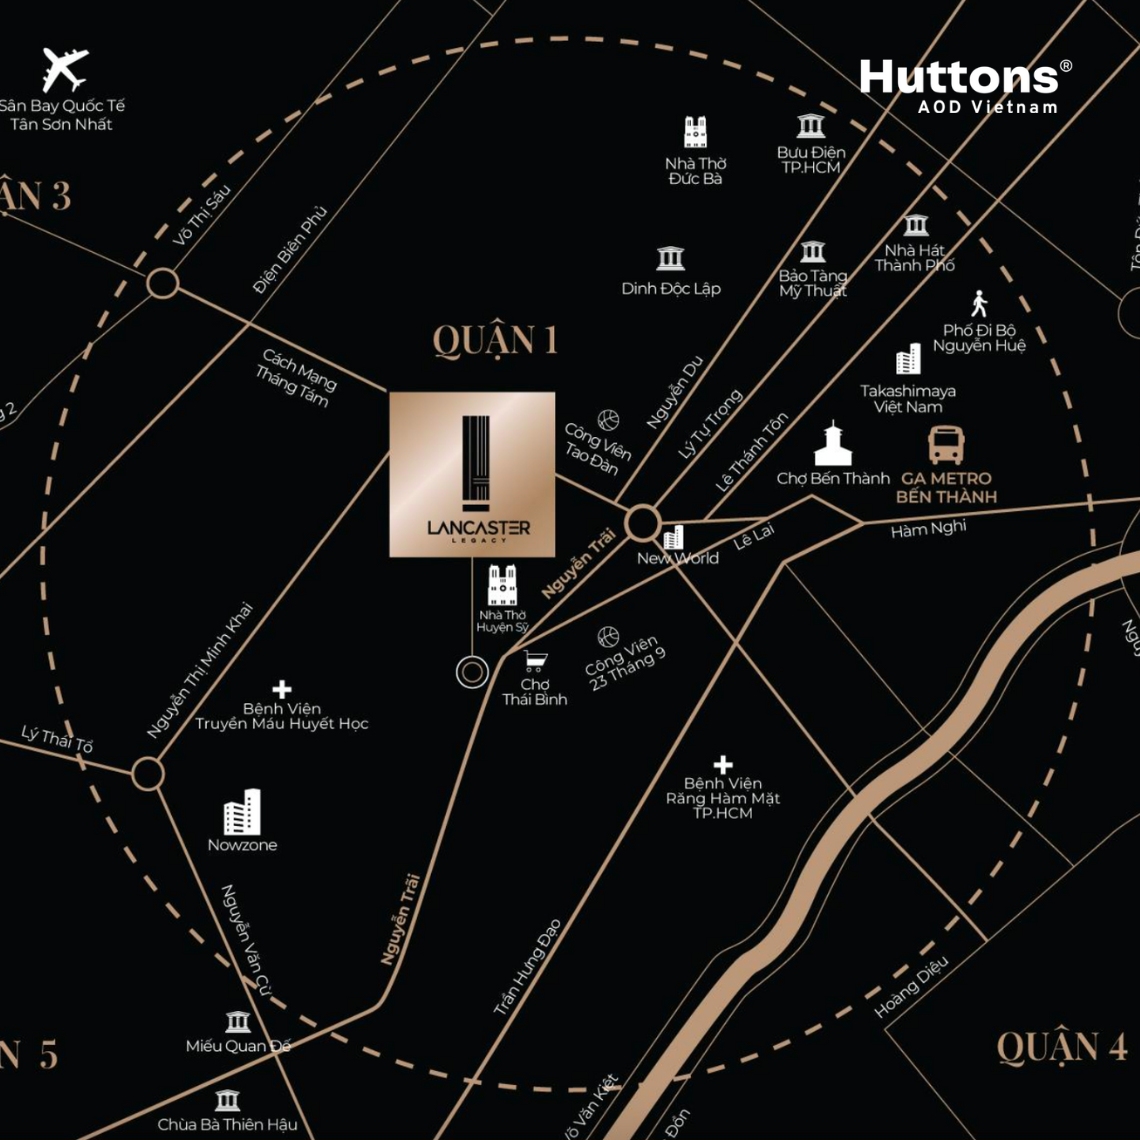 Huttons®
AOD Vietnam
Sân Bay Quốc Tế
Tân Sơn Nhất
Nhà Thờ
Đức Bà
Bưu Điện
TP.HCM
ẬN 3
Võ Thị Sáu
Điện Biên Phủ
Nhà Hát
Thành Phố
Dinh Độc Lập
Bảo Tàng
Mỹ Thuật
Phố Đi Bộ
Nguyễn Huệ
QUẬN 1
Cách Mạng
Tháng Tám
Takashimaya
Việt Nam
Nguyễn Du
Lý Tự Trọng
Lê Thánh Tôn
Công Viên
Tao Đàn
Chợ Bến Thành
GA METRO
BẾN THÀNH
LANCASTER
LEGACY
Hàm Nghi
Lê Lai
New World
Nguyễn Trãi
Nhà Thờ
Huyện Sỹ
Công Viên
23 Tháng 9
Chợ
Thái Bình
Nguyễn Thị Minh Khai
Bệnh Viện
Truyền Máu Huyết Học
Lý Thái Tổ
Bệnh Viện
Răng Hàm Mặt
TP.HCM
Nowzone
Nguyễn Văn Cừ
Nguyễn Trãi
Trần Hưng Đạo
Hoàng Diệu
Miếu Quan Đế
N 5
QUẬN 4
Chùa Bà Thiên Hậu
Võ Văn Kiệt
Đồn